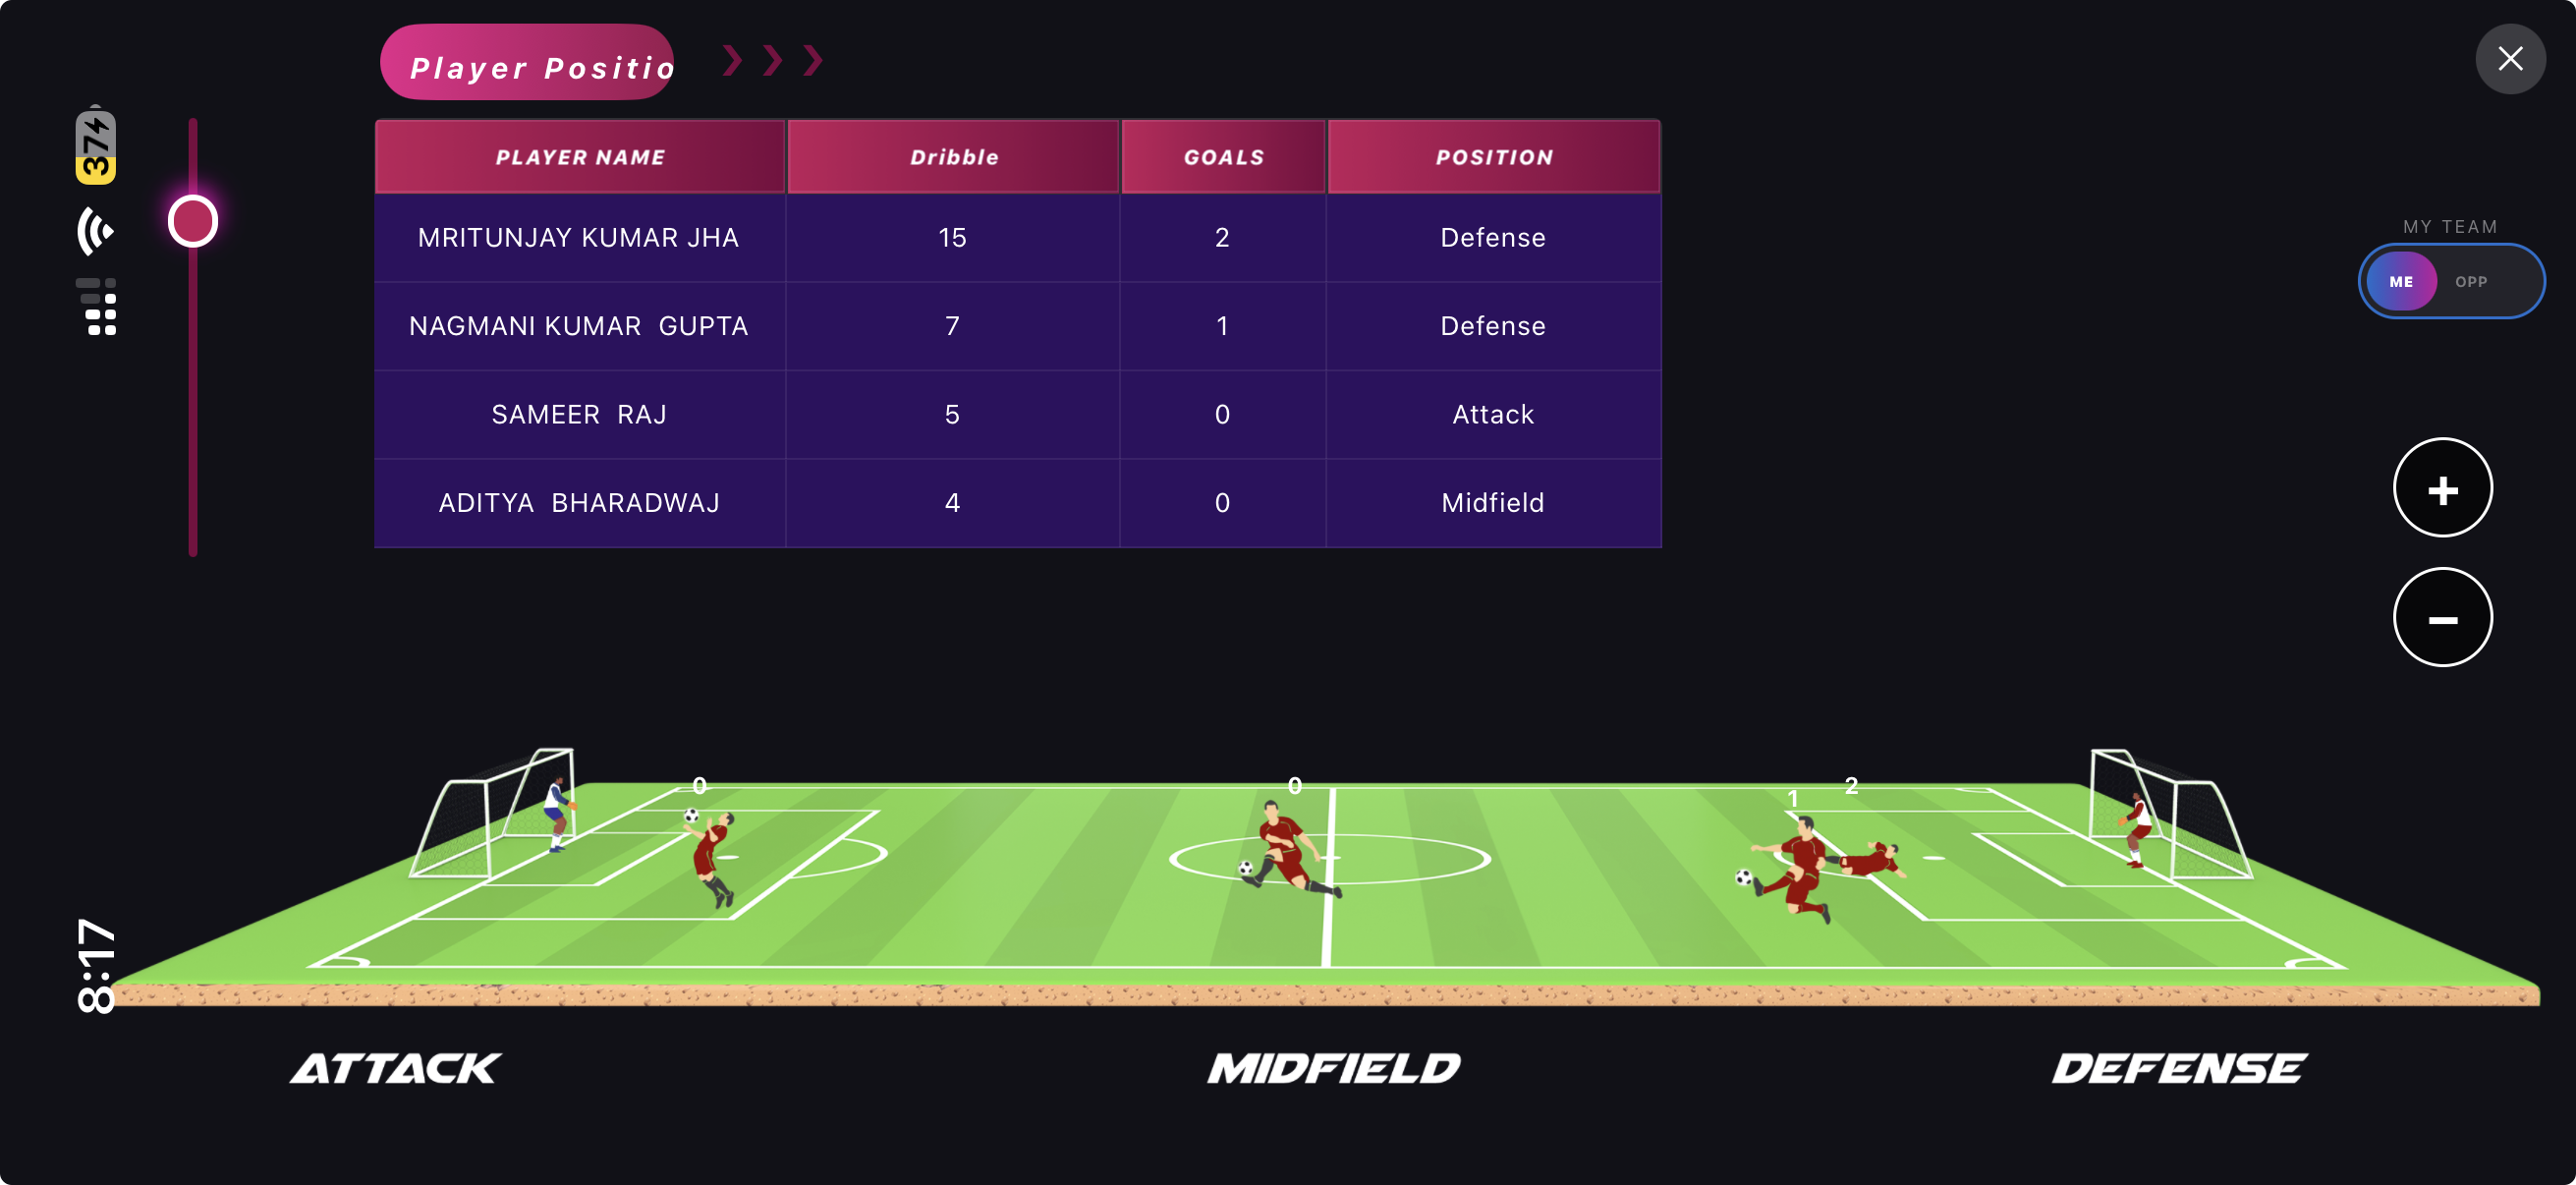 Player Positio
37
PLAYER NAME Dribble GOALS POSITION
MRITUNJAY KUMAR JHA 15 2 Defense
NAGMANI KUMAR GUPTA 7 1 Defense
SAMEER RAJ 5 0 Attack
ADITYA BHARADWAJ 4 0 Midfield
MY TEAM
ME OPP
+
−
0 0 1 2
8:17
ATTACK MIDFIELD DEFENSE